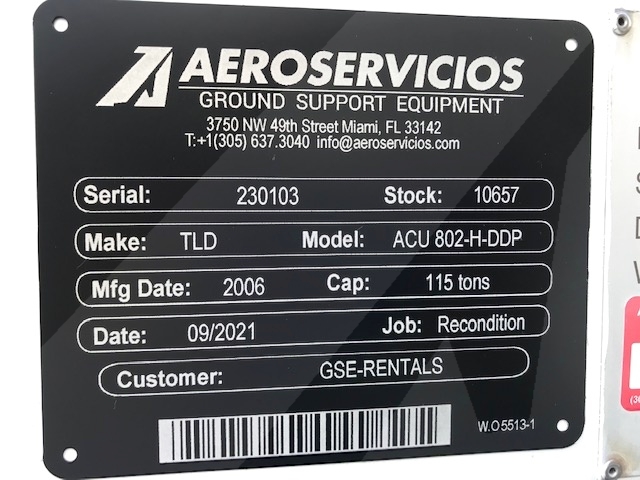 AEROSERVICIOS
GROUND SUPPORT EQUIPMENT
3750 NW 49th Street Miami, FL 33142
T:+1(305) 637.3040 info@aeroservicios.com
Serial: 230103 Stock: 10657
Make: TLD Model: ACU 802-H-DDP
Mfg Date: 2006 Cap: 115 tons
Date: 09/2021 Job: Recondition
Customer: GSE-RENTALS
W.O5513-1